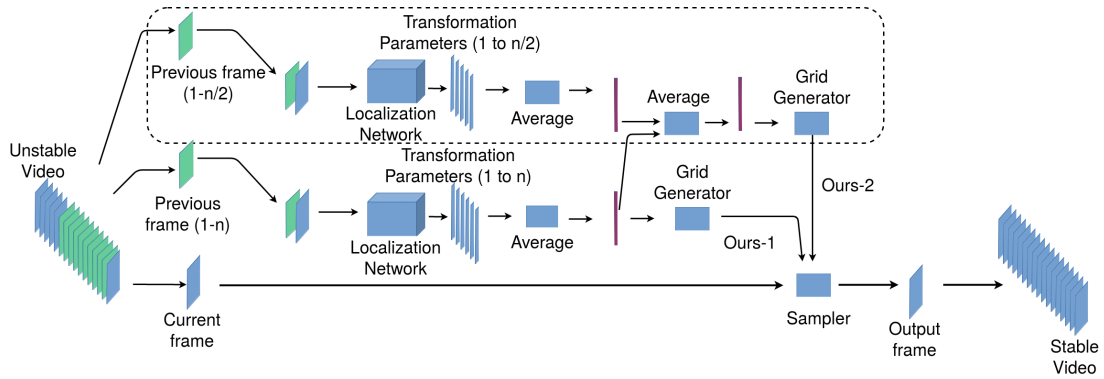 Transformation
Parameters (1 to n/2)
Previous frame
(1-n/2)
Localization
Network
Average
Average
Grid
Generator
Unstable
Video
Transformation
Parameters (1 to n)
Previous
frame (1-n)
Localization
Network
Average
Grid
Generator
Ours-2
Ours-1
Current
frame
Sampler
Output
frame
Stable
Video